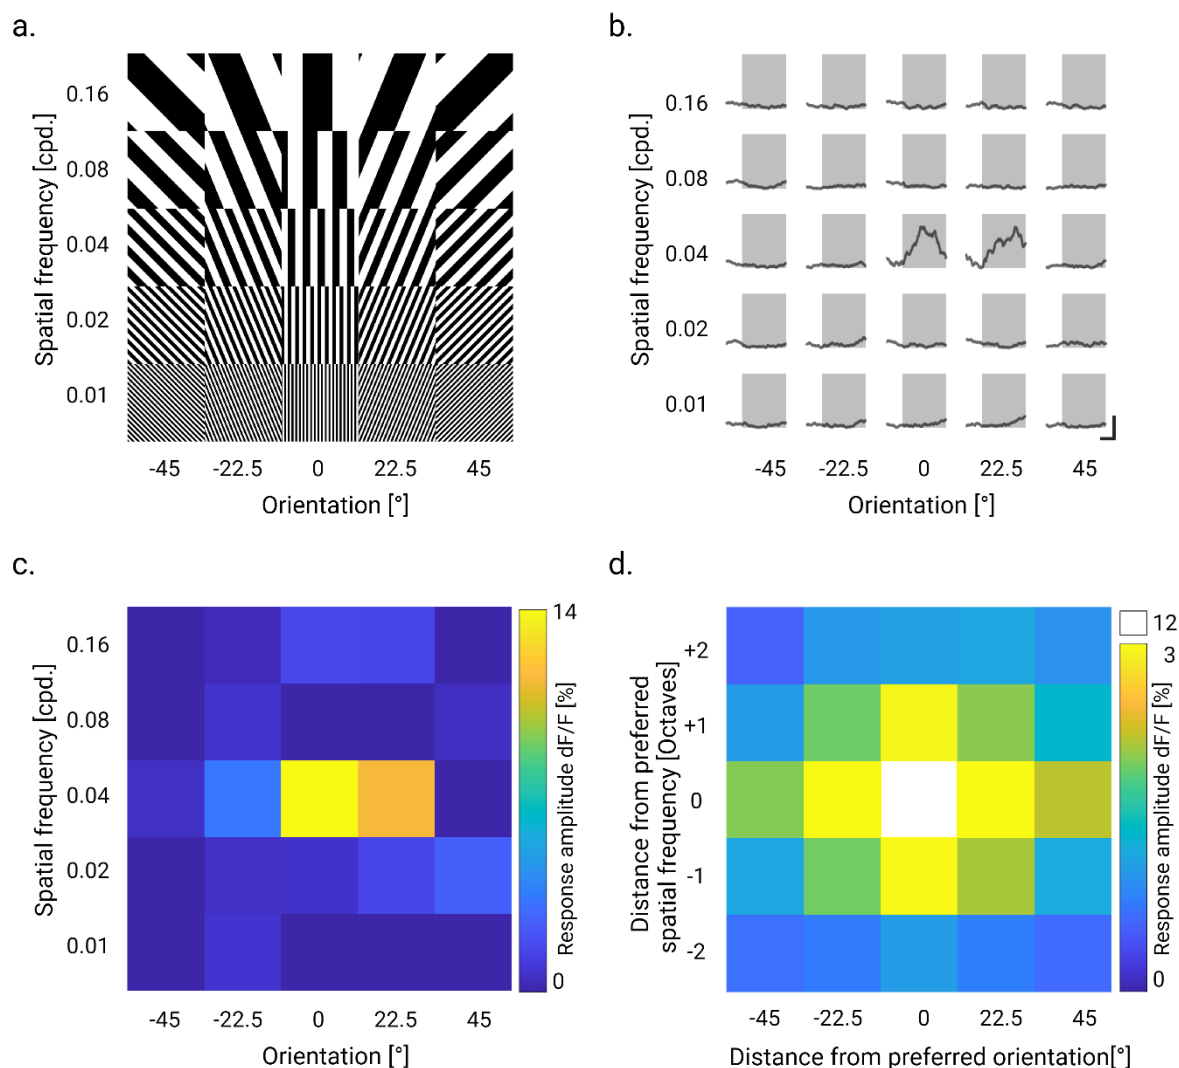 a.
Spatial frequency [cpd.]
0.16
0.08
0.04
0.02
0.01
-45 -22.5 0 22.5 45
Orientation [°]
b.
Spatial frequency [cpd.]
0.16
0.08
0.04
0.02
0.01
-45 -22.5 0 22.5 45
Orientation [°]
c.
Spatial frequency [cpd.]
0.16
0.08
0.04
0.02
0.01
-45 -22.5 0 22.5 45
Orientation [°]
14
Response amplitude dF/F [%]
0
d.
Distance from preferred
spatial frequency [Octaves]
+2
+1
0
-1
-2
-45 -22.5 0 22.5 45
Distance from preferred orientation[°]
12
3
Response amplitude dF/F [%]
0